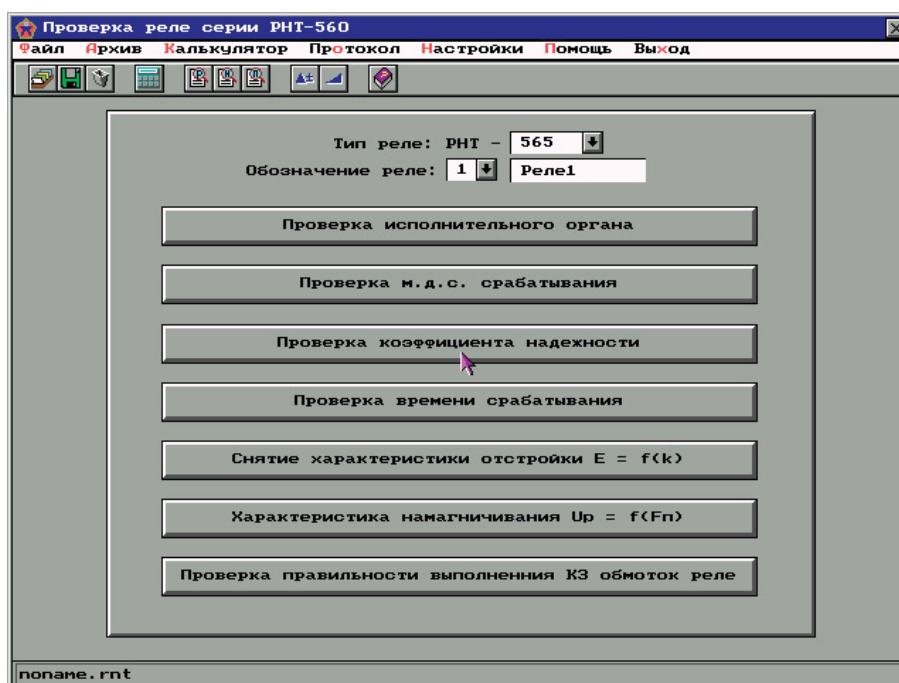 Проверка реле серии РНТ-560
Файл Архив Калькулятор Протокол Настройки Помощь Выход
Тип реле: РНТ - 565
Обозначение реле: 1 Реле1
Проверка исполнительного органа
Проверка м.д.с. срабатывания
Проверка коэффициента надежности
Проверка времени срабатывания
Снятие характеристики отстройки E = f(k)
Характеристика намагничивания Uр = f(Fп)
Проверка правильности выполненния КЗ обмоток реле
noname.rnt